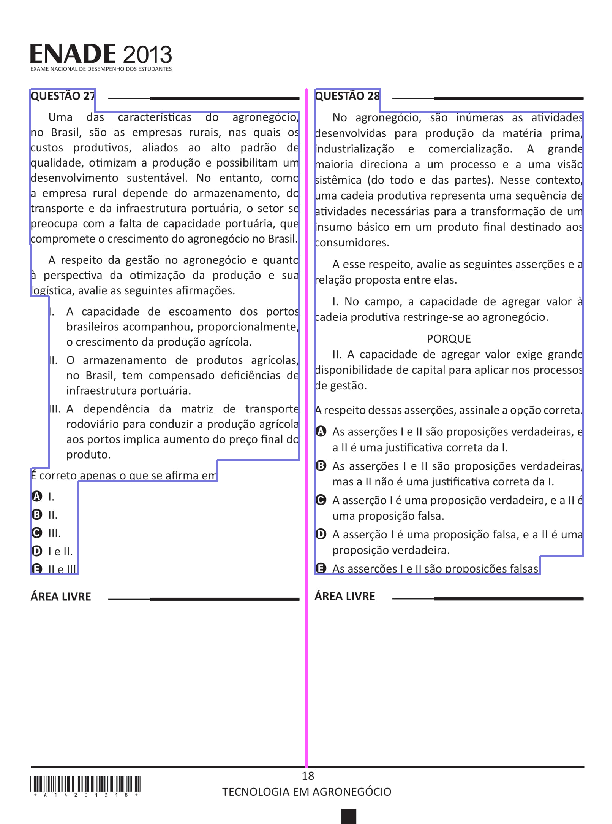 ENADE 2013
EXAME NACIONAL DE DESEMPENHO DOS ESTUDANTES
QUESTÃO 27
Uma das características do agronegócio,
no Brasil, são as empresas rurais, nas quais os
custos produtivos, aliados ao alto padrão de
qualidade, otimizam a produção e possibilitam um
desenvolvimento sustentável. No entanto, como
a empresa rural depende do armazenamento, do
transporte e da infraestrutura portuária, o setor se
preocupa com a falta de capacidade portuária, que
compromete o crescimento do agronegócio no Brasil.
A respeito da gestão no agronegócio e quanto
à perspectiva da otimização da produção e sua
logística, avalie as seguintes afirmações.
I. A capacidade de escoamento dos portos
brasileiros acompanhou, proporcionalmente,
o crescimento da produção agrícola.
II. O armazenamento de produtos agrícolas,
no Brasil, tem compensado deficiências de
infraestrutura portuária.
III. A dependência da matriz de transporte
rodoviário para conduzir a produção agrícola
aos portos implica aumento do preço final do
produto.
É correto apenas o que se afirma em
A I.
B II.
C III.
D I e II.
E II e III.
ÁREA LIVRE
QUESTÃO 28
No agronegócio, são inúmeras as atividades
desenvolvidas para produção da matéria prima,
industrialização e comercialização. A grande
maioria direciona a um processo e a uma visão
sistêmica (do todo e das partes). Nesse contexto,
uma cadeia produtiva representa uma sequência de
atividades necessárias para a transformação de um
insumo básico em um produto final destinado aos
consumidores.
A esse respeito, avalie as seguintes asserções e a
relação proposta entre elas.
I. No campo, a capacidade de agregar valor à
cadeia produtiva restringe-se ao agronegócio.
PORQUE
II. A capacidade de agregar valor exige grande
disponibilidade de capital para aplicar nos processos
de gestão.
A respeito dessas asserções, assinale a opção correta.
A As asserções I e II são proposições verdadeiras, e
a II é uma justificativa correta da I.
B As asserções I e II são proposições verdadeiras,
mas a II não é uma justificativa correta da I.
C A asserção I é uma proposição verdadeira, e a II é
uma proposição falsa.
D A asserção I é uma proposição falsa, e a II é uma
proposição verdadeira.
E As asserções I e II são proposições falsas.
ÁREA LIVRE
18
TECNOLOGIA EM AGRONEGÓCIO